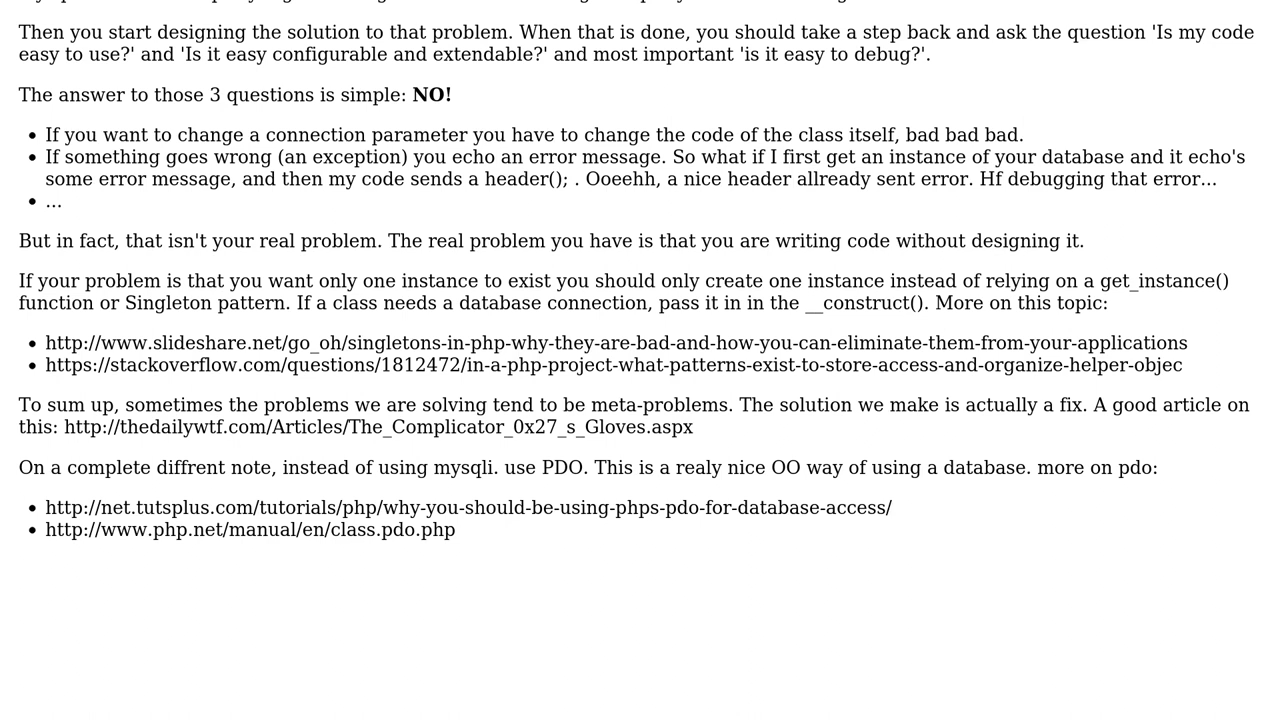 Then you start designing the solution to that problem. When that is done, you should take a step back and ask the question 'Is my code
easy to use?' and 'Is it easy configurable and extendable?' and most important 'is it easy to debug?'.
The answer to those 3 questions is simple: NO!
• If you want to change a connection parameter you have to change the code of the class itself, bad bad bad.
• If something goes wrong (an exception) you echo an error message. So what if I first get an instance of your database and it echo's
some error message, and then my code sends a header(); . Ooeehh, a nice header allready sent error. Hf debugging that error...
• ...
But in fact, that isn't your real problem. The real problem you have is that you are writing code without designing it.
If your problem is that you want only one instance to exist you should only create one instance instead of relying on a get_instance()
function or Singleton pattern. If a class needs a database connection, pass it in in the __construct(). More on this topic:
• http://www.slideshare.net/go_oh/singletons-in-php-why-they-are-bad-and-how-you-can-eliminate-them-from-your-applications
• https://stackoverflow.com/questions/1812472/in-a-php-project-what-patterns-exist-to-store-access-and-organize-helper-objec
To sum up, sometimes the problems we are solving tend to be meta-problems. The solution we make is actually a fix. A good article on
this: http://thedailywtf.com/Articles/The_Complicator_0x27_s_Gloves.aspx
On a complete diffrent note, instead of using mysqli. use PDO. This is a realy nice OO way of using a database. more on pdo:
• http://net.tutsplus.com/tutorials/php/why-you-should-be-using-phps-pdo-for-database-access/
• http://www.php.net/manual/en/class.pdo.php